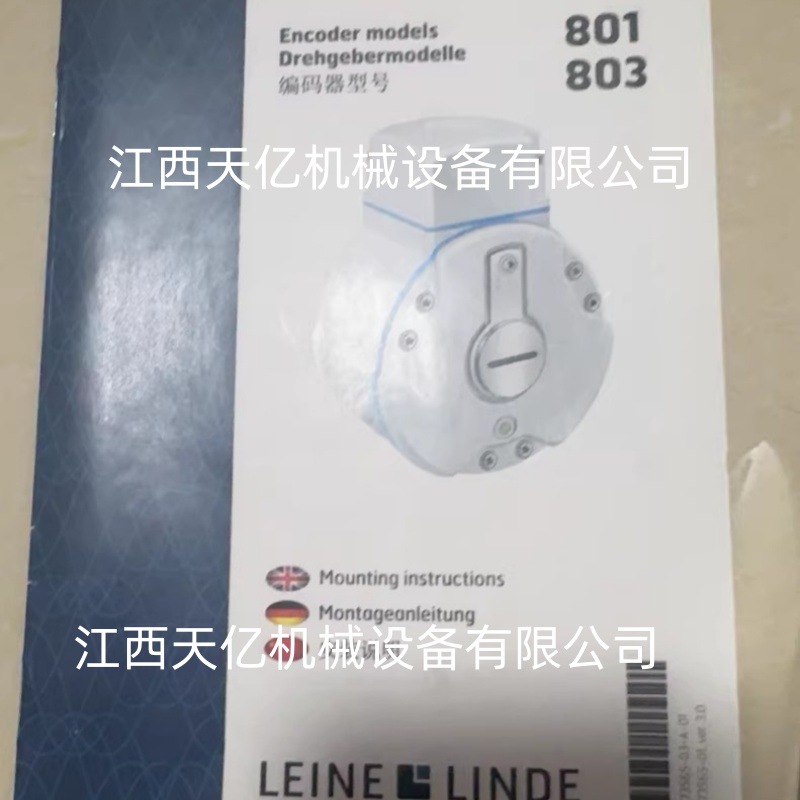 Encoder models
Drehgebermodelle
编码器型号
801
803
江西天亿机械设备有限公司
Mounting instructions
Montageanleitung
江西天亿机械设备有限公司
LEINE LINDE